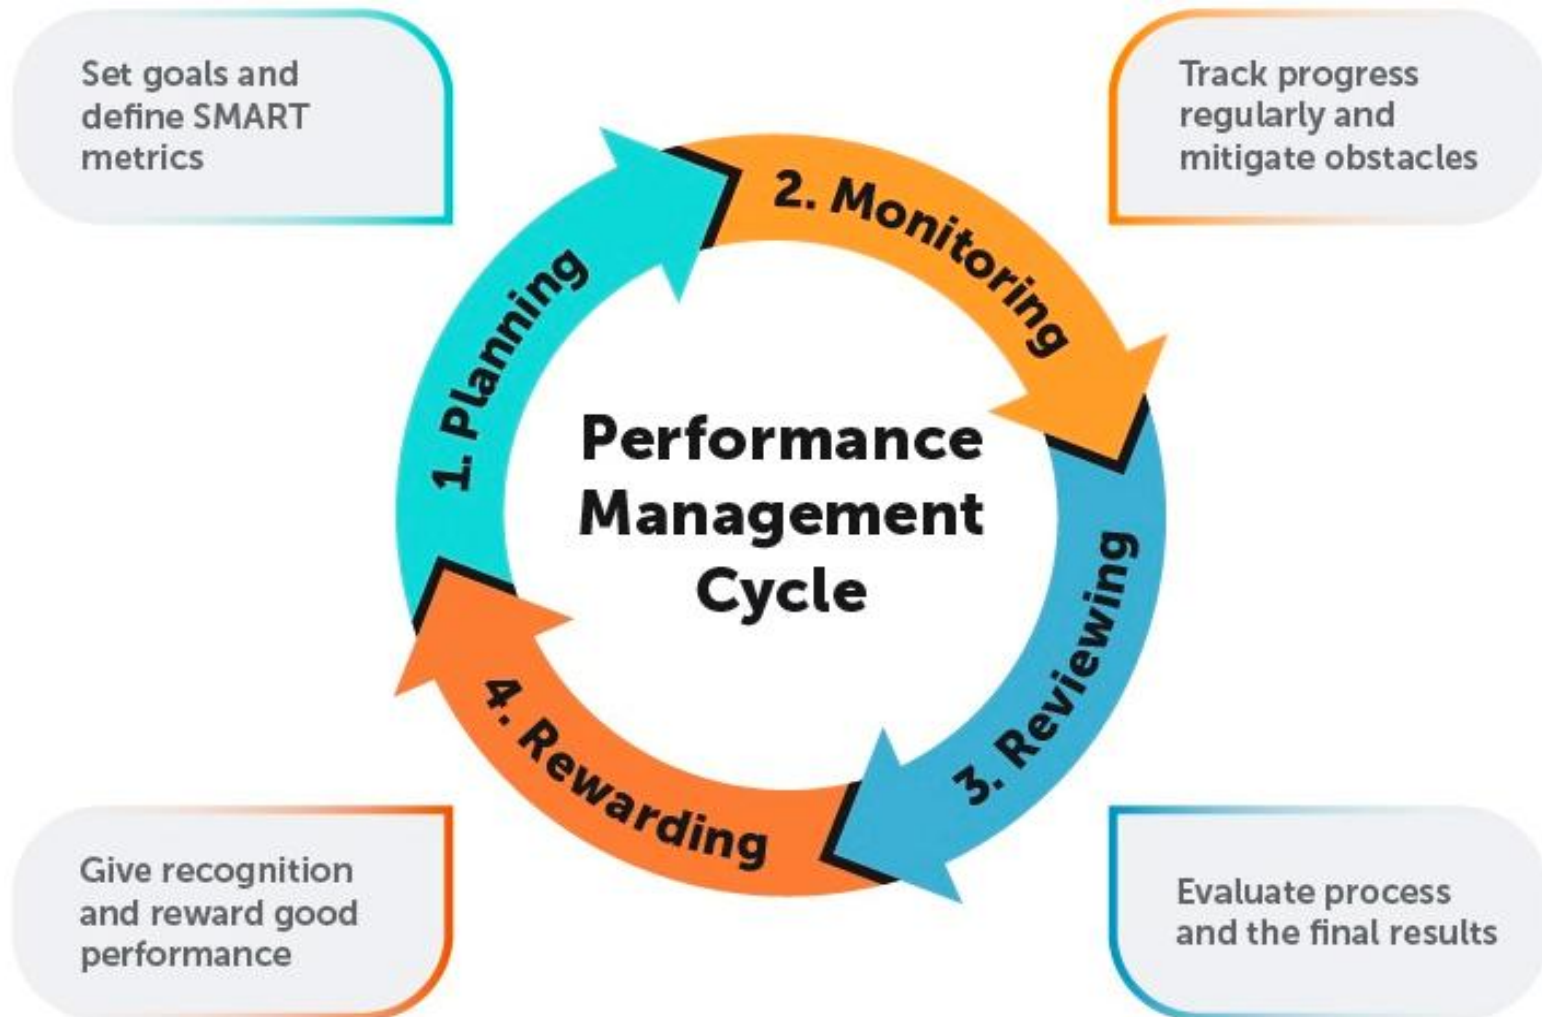 Set goals and
define SMART
metrics
Track progress
regularly and
mitigate obstacles
1. Planning
2. Monitoring
Performance
Management
Cycle
3. Reviewing
4. Rewarding
Give recognition
and reward good
performance
Evaluate process
and the final results